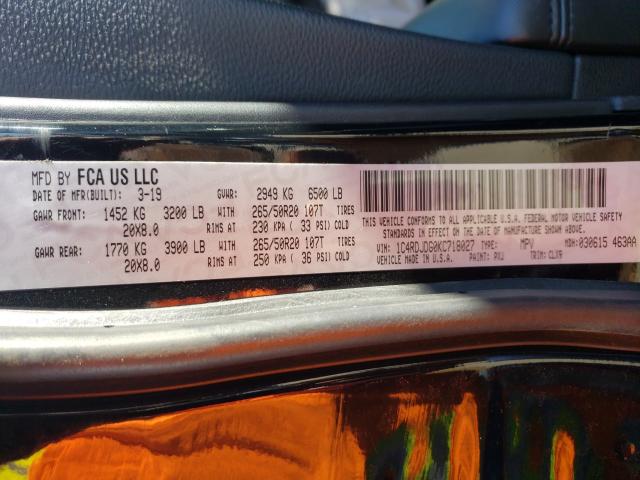 MFD BY FCA US LLC
DATE OF MFR(BUILT): 3-19 GVWR: 2949 KG 6500 LB
GAWR FRONT: 1452 KG 3200 LB WITH 265/50R20 107T TIRES
20X8.0 RIMS AT 230 KPA ( 33 PSI) COLD
GAWR REAR: 1770 KG 3900 LB WITH 265/50R20 107T TIRES
20X8.0 RIMS AT 250 KPA ( 36 PSI) COLD
THIS VEHICLE CONFORMS TO ALL APPLICABLE U.S.A. FEDERAL MOTOR VEHICLE SAFETY
STANDARDS IN EFFECT ON THE DATE OF MANUFACTURE SHOWN ABOVE.
VIN: 1C4RDJDG0KC718027 TYPE: MPV MDH: 030615 463AA
VEHICLE MADE IN U.S.A. PAINT: PXJ TRIM: CLX9